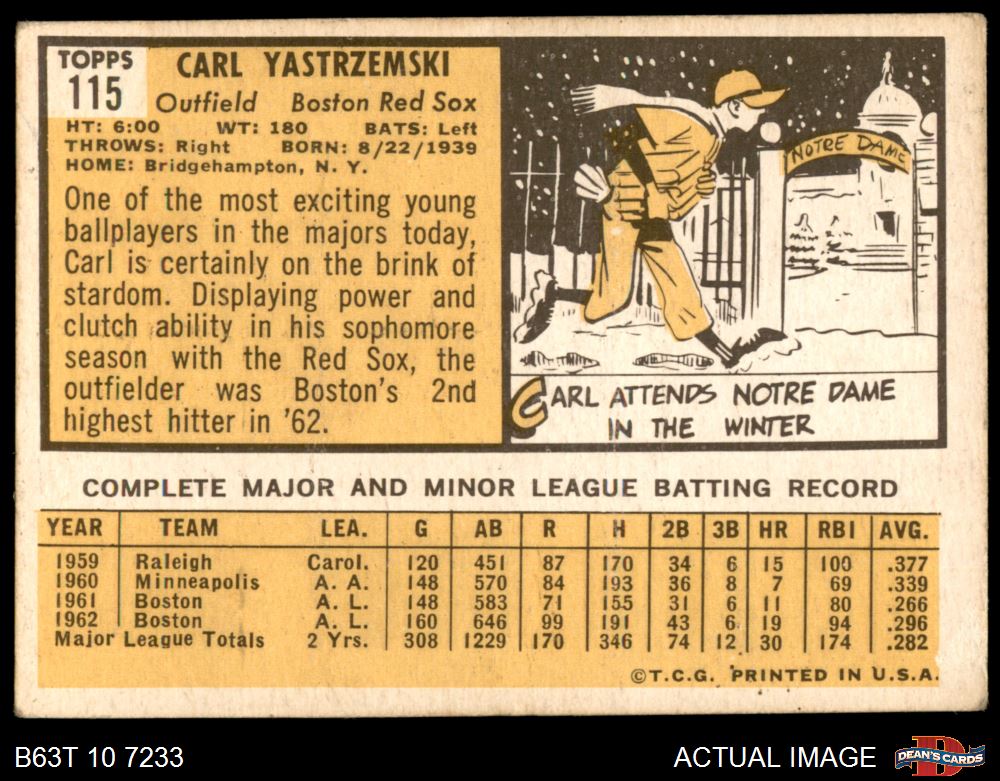 TOPPS
115
CARL YASTRZEMSKI
Outfield Boston Red Sox
HT: 6:00 WT: 180 BATS: Left
THROWS: Right BORN: 8/22/1939
HOME: Bridgehampton, N. Y.
One of the most exciting young
ballplayers in the majors today,
Carl is certainly on the brink of
stardom. Displaying power and
clutch ability in his sophomore
season with the Red Sox, the
outfielder was Boston's 2nd
highest hitter in '62.
NOTRE DAME
CARL ATTENDS NOTRE DAME
IN THE WINTER
COMPLETE MAJOR AND MINOR LEAGUE BATTING RECORD
YEAR TEAM LEA. G AB R H 2B 3B HR RBI AVG.
1959 Raleigh Carol. 120 451 87 170 34 6 15 100 .377
1960 Minneapolis A. A. 148 570 84 193 36 8 7 69 .339
1961 Boston A. L. 148 583 71 155 31 6 11 80 .266
1962 Boston A. L. 160 646 99 191 43 6 19 94 .296
Major League Totals 2 Yrs. 308 1229 170 346 74 12 30 174 .282
©T.C.G. PRINTED IN U.S.A.
B63T 10 7233
ACTUAL IMAGE
D
DEAN'S CARDS